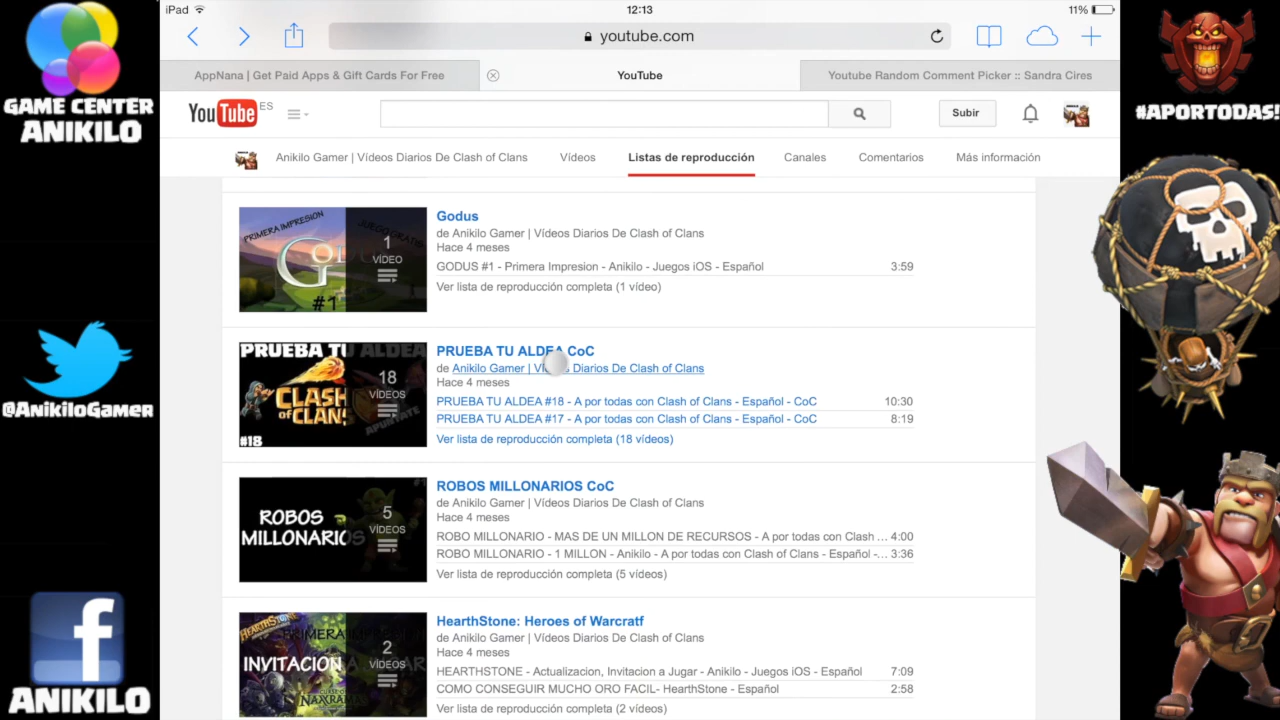 iPad
12:13
11%
youtube.com
AppNana | Get Paid Apps & Gift Cards For Free
YouTube
Youtube Random Comment Picker :: Sandra Cires
GAME CENTER
ANIKILO
#APORTODAS!
YouTube ES
Subir
Anikilo Gamer | Vídeos Diarios De Clash of Clans
Vídeos
Listas de reproducción
Canales
Comentarios
Más información
PRIMERA IMPRESION
JUEGO GRATIS
GODUS
#1
1
VÍDEO
Godus
de Anikilo Gamer | Vídeos Diarios De Clash of Clans
Hace 4 meses
GODUS #1 - Primera Impresion - Anikilo - Juegos iOS - Español 3:59
Ver lista de reproducción completa (1 vídeo)
PRUEBA TU ALDEA
CLASH
of CLANS
APUNTATE
#18
18
VÍDEOS
PRUEBA TU ALDEA CoC
de Anikilo Gamer | Vídeos Diarios De Clash of Clans
Hace 4 meses
PRUEBA TU ALDEA #18 - A por todas con Clash of Clans - Español - CoC 10:30
PRUEBA TU ALDEA #17 - A por todas con Clash of Clans - Español - CoC 8:19
Ver lista de reproducción completa (18 vídeos)
@AnikiloGamer
ROBOS
MILLONARIOS
5
VÍDEOS
ROBOS MILLONARIOS CoC
de Anikilo Gamer | Vídeos Diarios De Clash of Clans
Hace 4 meses
ROBO MILLONARIO - MAS DE UN MILLON DE RECURSOS - A por todas con Clash ... 4:00
ROBO MILLONARIO - 1 MILLON - Anikilo - A por todas con Clash of Clans - Español -... 3:36
Ver lista de reproducción completa (5 vídeos)
HEARTHSTONE
INVITACION A JUGAR
NAXXRAMAS
2
VÍDEOS
HearthStone: Heroes of Warcratf
de Anikilo Gamer | Vídeos Diarios De Clash of Clans
Hace 4 meses
HEARTHSTONE - Actualizacion, Invitacion a Jugar - Anikilo - Juegos iOS - Español 7:09
COMO CONSEGUIR MUCHO ORO FACIL- HearthStone - Español 2:58
Ver lista de reproducción completa (2 vídeos)
f
ANIKILO